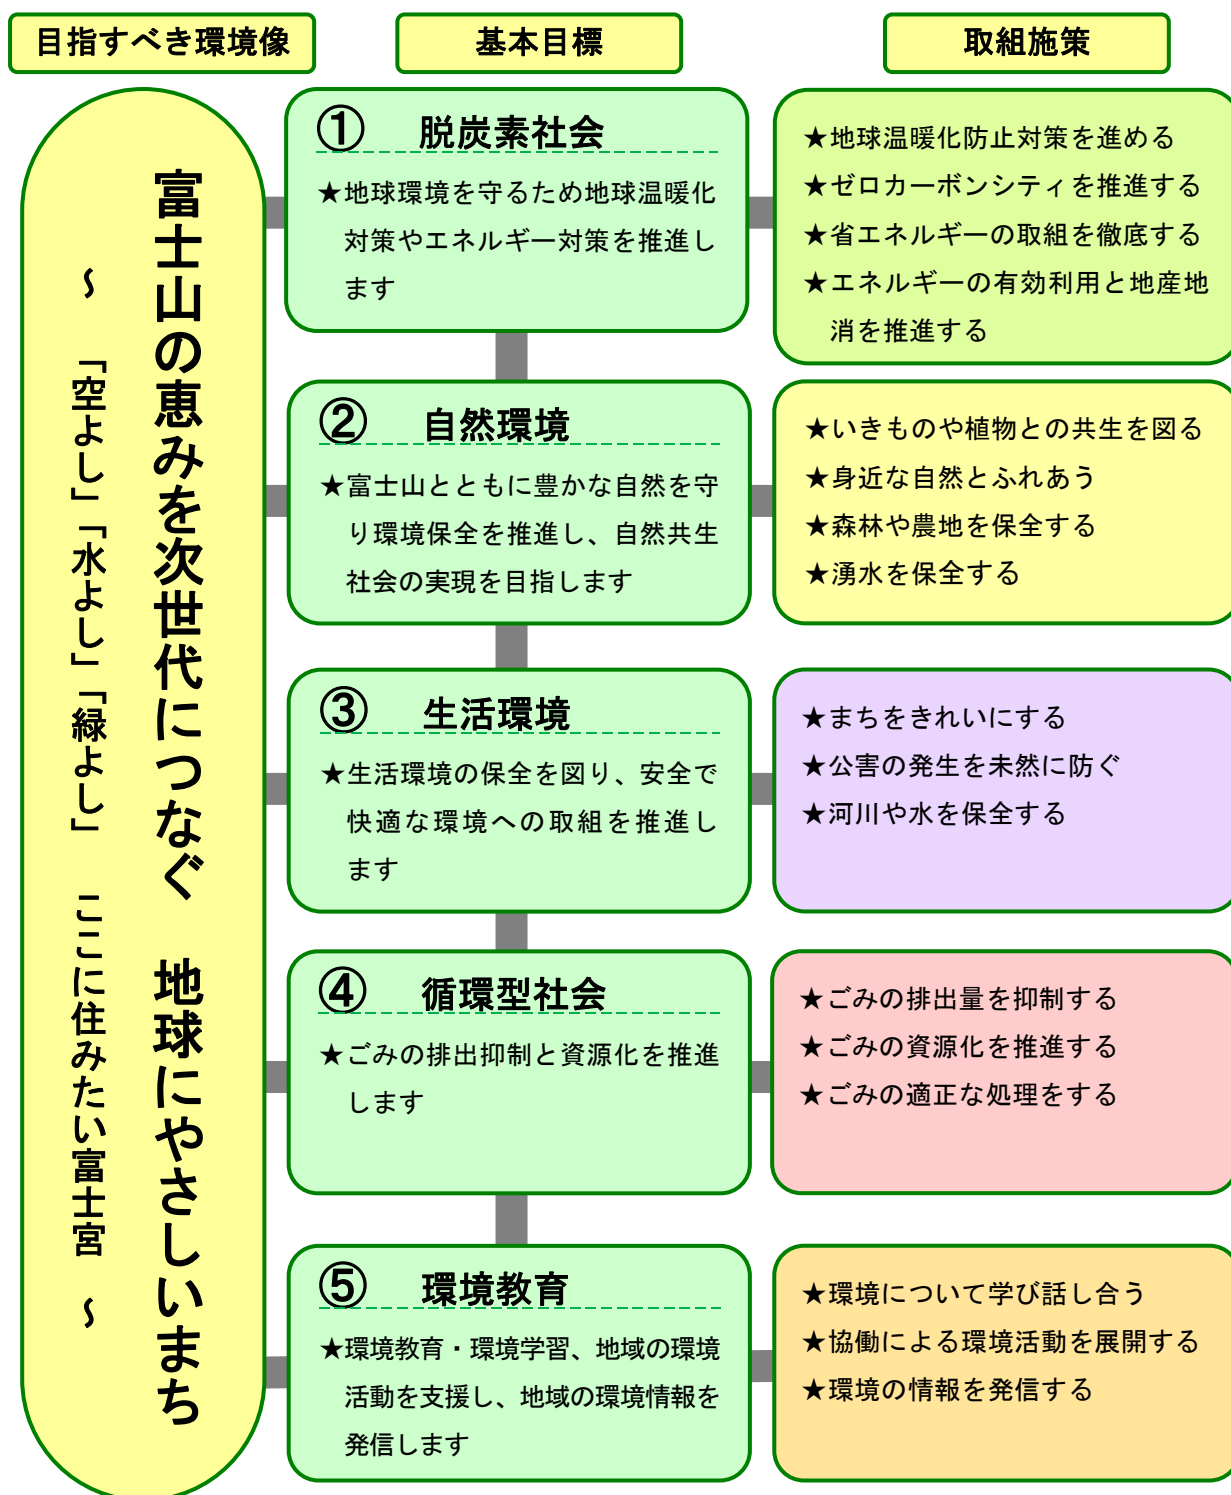 目指すべき環境像
基本目標
取組施策
富士山の恵みを次世代につなぐ　地球にやさしいまち
～　「空よし」「水よし」「緑よし」　ここに住みたい富士宮　～
①　脱炭素社会
★地球環境を守るため地球温暖化
対策やエネルギー対策を推進し
ます
★地球温暖化防止対策を進める
★ゼロカーボンシティを推進する
★省エネルギーの取組を徹底する
★エネルギーの有効利用と地産地
消を推進する
②　自然環境
★富士山とともに豊かな自然を守
り環境保全を推進し、自然共生
社会の実現を目指します
★いきものや植物との共生を図る
★身近な自然とふれあう
★森林や農地を保全する
★湧水を保全する
③　生活環境
★生活環境の保全を図り、安全で
快適な環境への取組を推進し
ます
★まちをきれいにする
★公害の発生を未然に防ぐ
★河川や水を保全する
④　循環型社会
★ごみの排出抑制と資源化を推進
します
★ごみの排出量を抑制する
★ごみの資源化を推進する
★ごみの適正な処理をする
⑤　環境教育
★環境教育・環境学習、地域の環境
活動を支援し、地域の環境情報を
発信します
★環境について学び話し合う
★協働による環境活動を展開する
★環境の情報を発信する